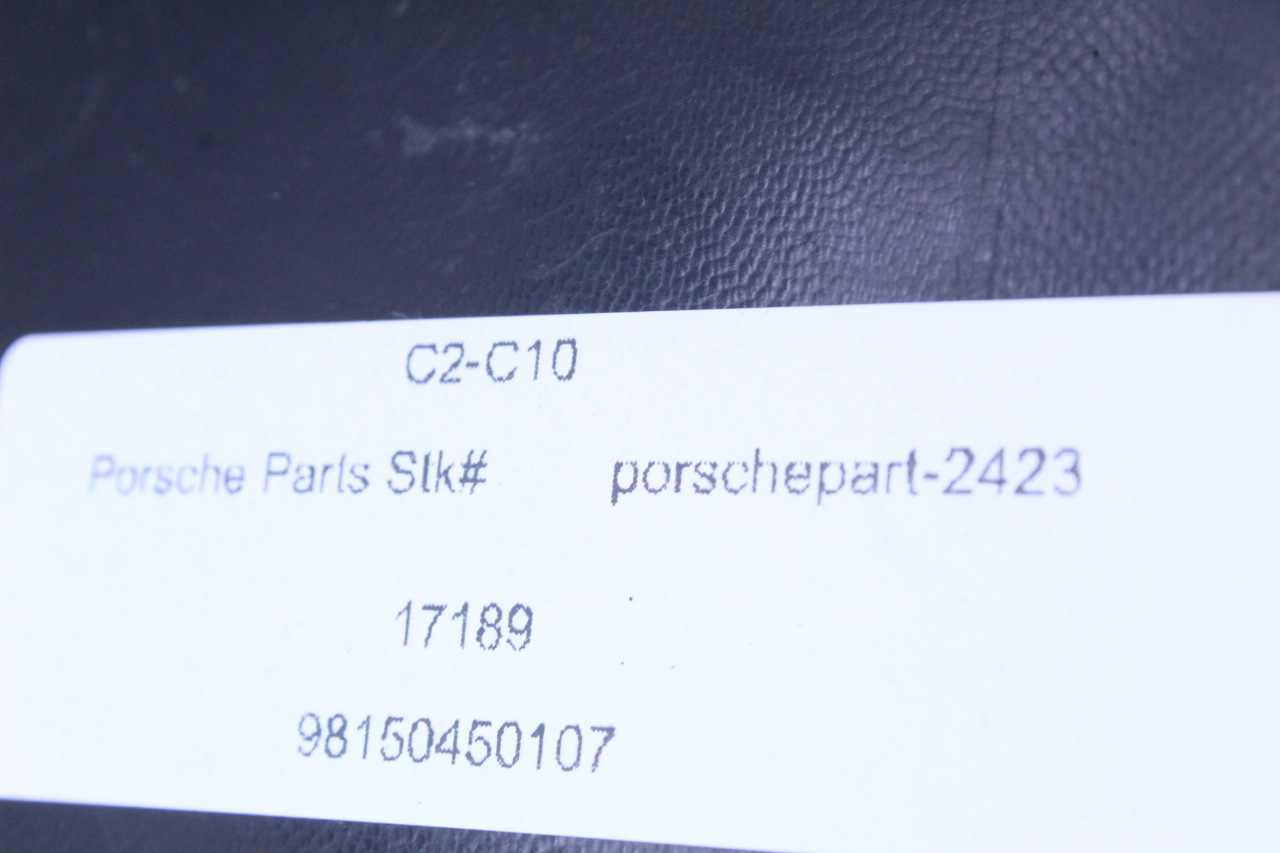 C2-C10
Porsche Parts Stk# porschepart-2423
17189
98150450107